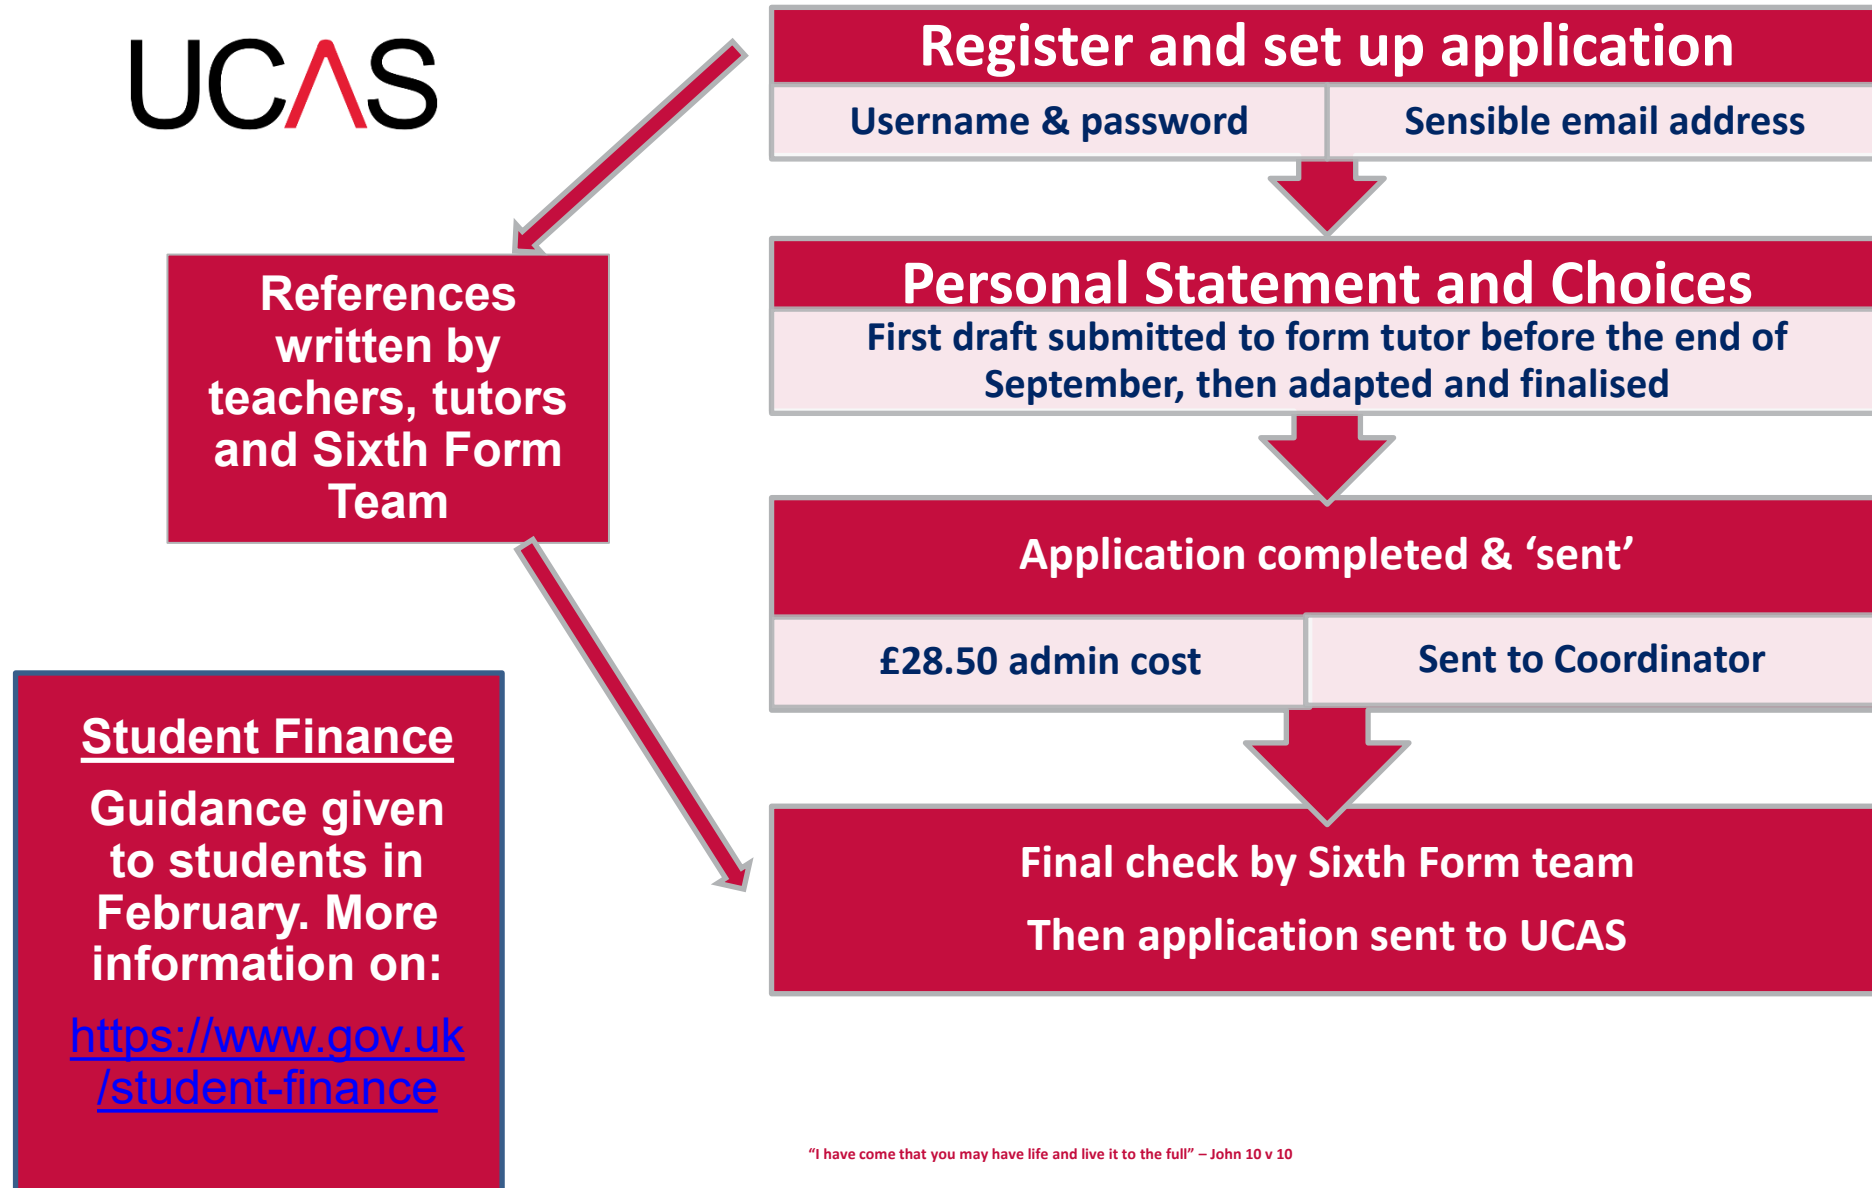 UCAS
Register and set up application
Username & password
Sensible email address
References
written by
teachers, tutors
and Sixth Form
Team
Personal Statement and Choices
First draft submitted to form tutor before the end of
September, then adapted and finalised
Application completed & ‘sent’
£28.50 admin cost
Sent to Coordinator
Student Finance
Guidance given
to students in
February. More
information on:
https://www.gov.uk
/student-finance
Final check by Sixth Form team
Then application sent to UCAS
“I have come that you may have life and live it to the full” – John 10 v 10